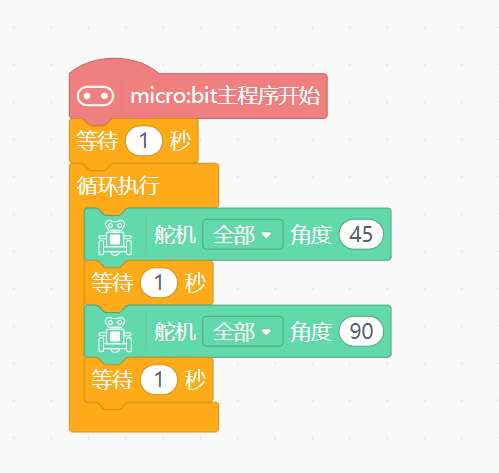 micro:bit主程序开始
等待 1 秒
循环执行
舵机 全部 角度 45
等待 1 秒
舵机 全部 角度 90
等待 1 秒